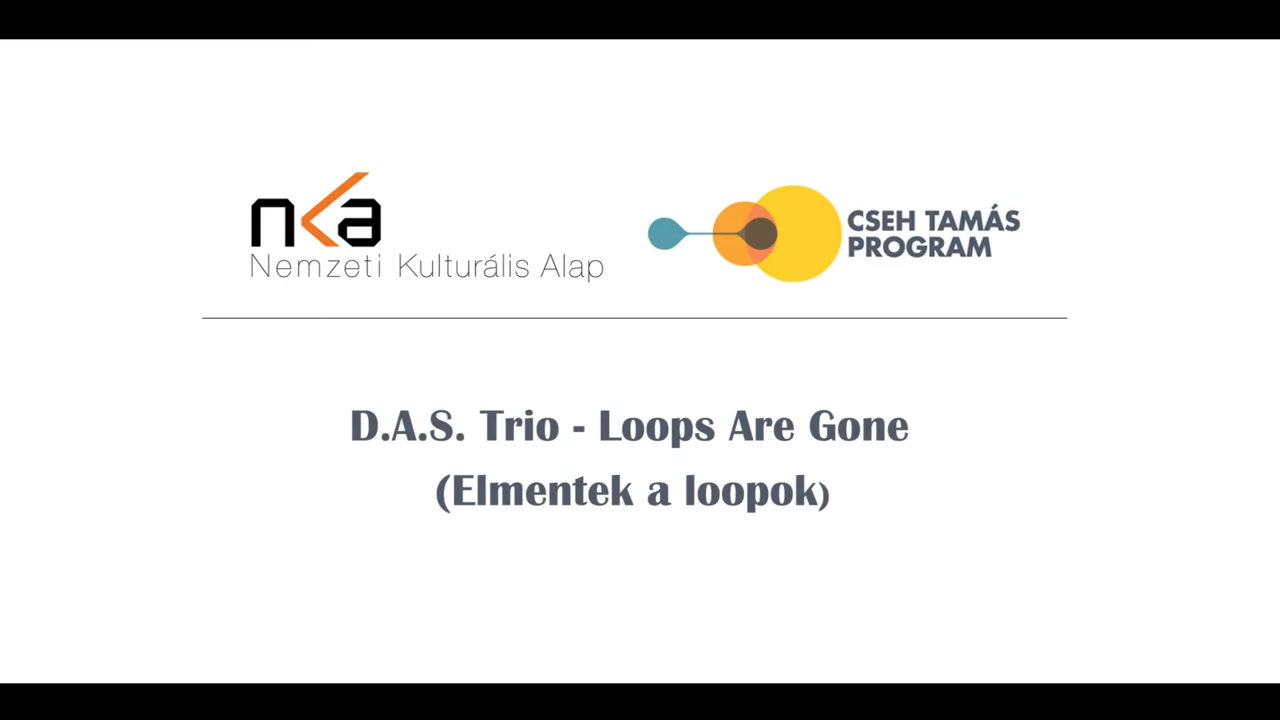 nka
Nemzeti Kulturális Alap
CSEH TAMÁS
PROGRAM
D.A.S. Trio - Loops Are Gone
(Elmentek a loopok)